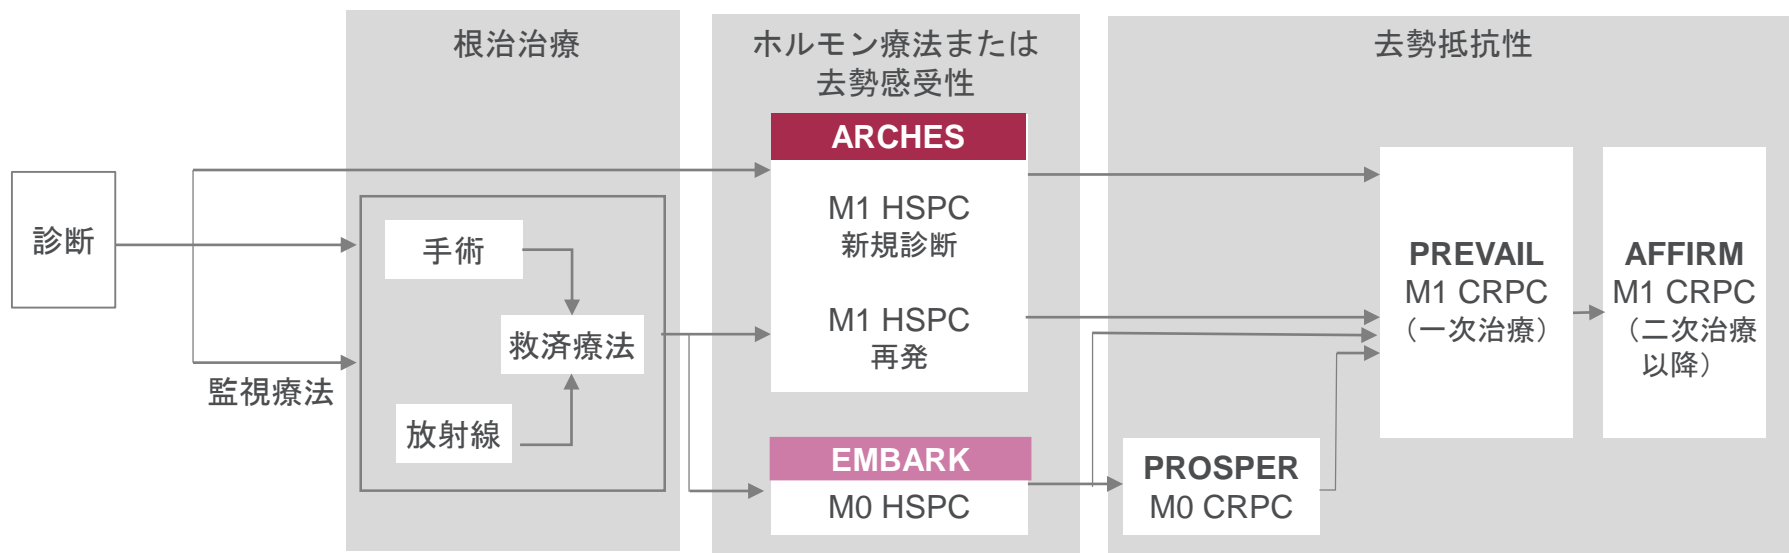 根治治療
ホルモン療法または
去勢感受性
去勢抵抗性
診断
監視療法
手術
救済療法
放射線
ARCHES
M1 HSPC
新規診断
M1 HSPC
再発
EMBARK
M0 HSPC
PROSPER
M0 CRPC
PREVAIL
M1 CRPC
（一次治療）
AFFIRM
M1 CRPC
（二次治療
以降）